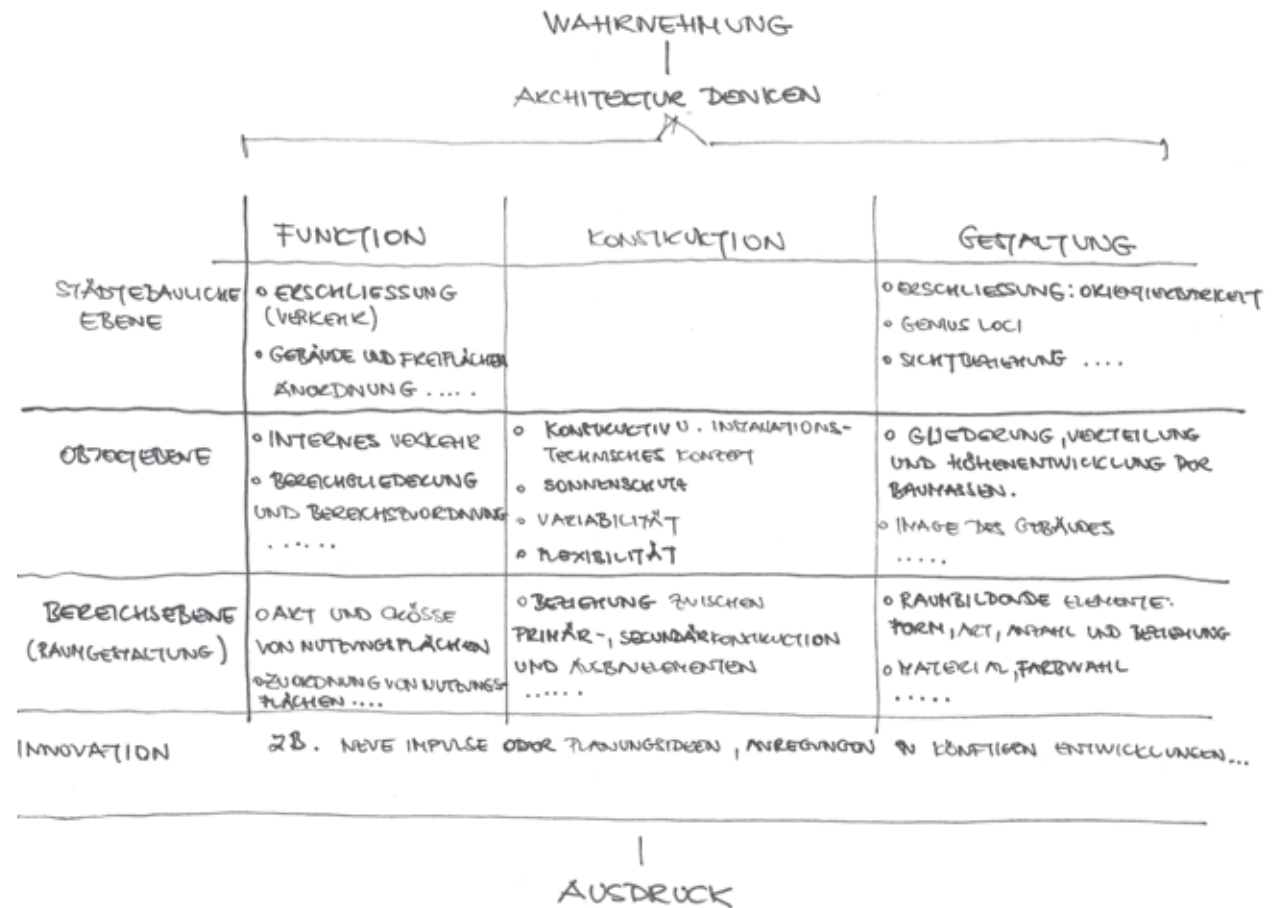 WAHRNEHMUNG
ARCHITEKTUR DENKEN
FUNKTION
KONSTRUKTION
GESTALTUNG
STÄDTEBAULICHE
EBENE
• ERSCHLIESSUNG
(VERKEHR)
• GEBÄUDE UND FREIFLÄCHEN
ANORDNUNG .....
• ERSCHLIESSUNG: ORIENTIERBARKEIT
• GENIUS LOCI
• SICHTBEZIEHUNG ....
OBJEKTEBENE
• INTERNES VERKEHR
• BEREICHGLIEDERUNG
UND BEREICHSZUORDNUNG
......
• KONSTRUKTIV U. INSTALLATIONS-
TECHNISCHES KONZEPT
• SONNENSCHUTZ
• VARIABILITÄT
• FLEXIBILITÄT
• GLIEDERUNG, VERTEILUNG
UND HÖHENENTWICKLUNG DER
BAUMASSEN.
• IMAGE DES GEBÄUDES
.....
BEREICHSEBENE
(RAUMGESTALTUNG)
• ART UND GRÖSSE
VON NUTZUNGSFLÄCHEN
• ZUORDNUNG VON NUTZUNGS-
FLÄCHEN ....
• BEZIEHUNG ZWISCHEN
PRIMÄR-, SECUNDÄRKONSTRUKTION
UND AUSBAUELEMENTEN
......
• RAUMBILDENDE ELEMENTE:
FORM, ART, ANZAHL UND BEZIEHUNG
• MATERIAL, FARBWAHL
.....
INNOVATION
ZB. NEUE IMPULSE ODER PLANUNGSIDEEN, ANREGUNGEN IN KÜNFTIGEN ENTWICKLUNGEN...
AUSDRUCK